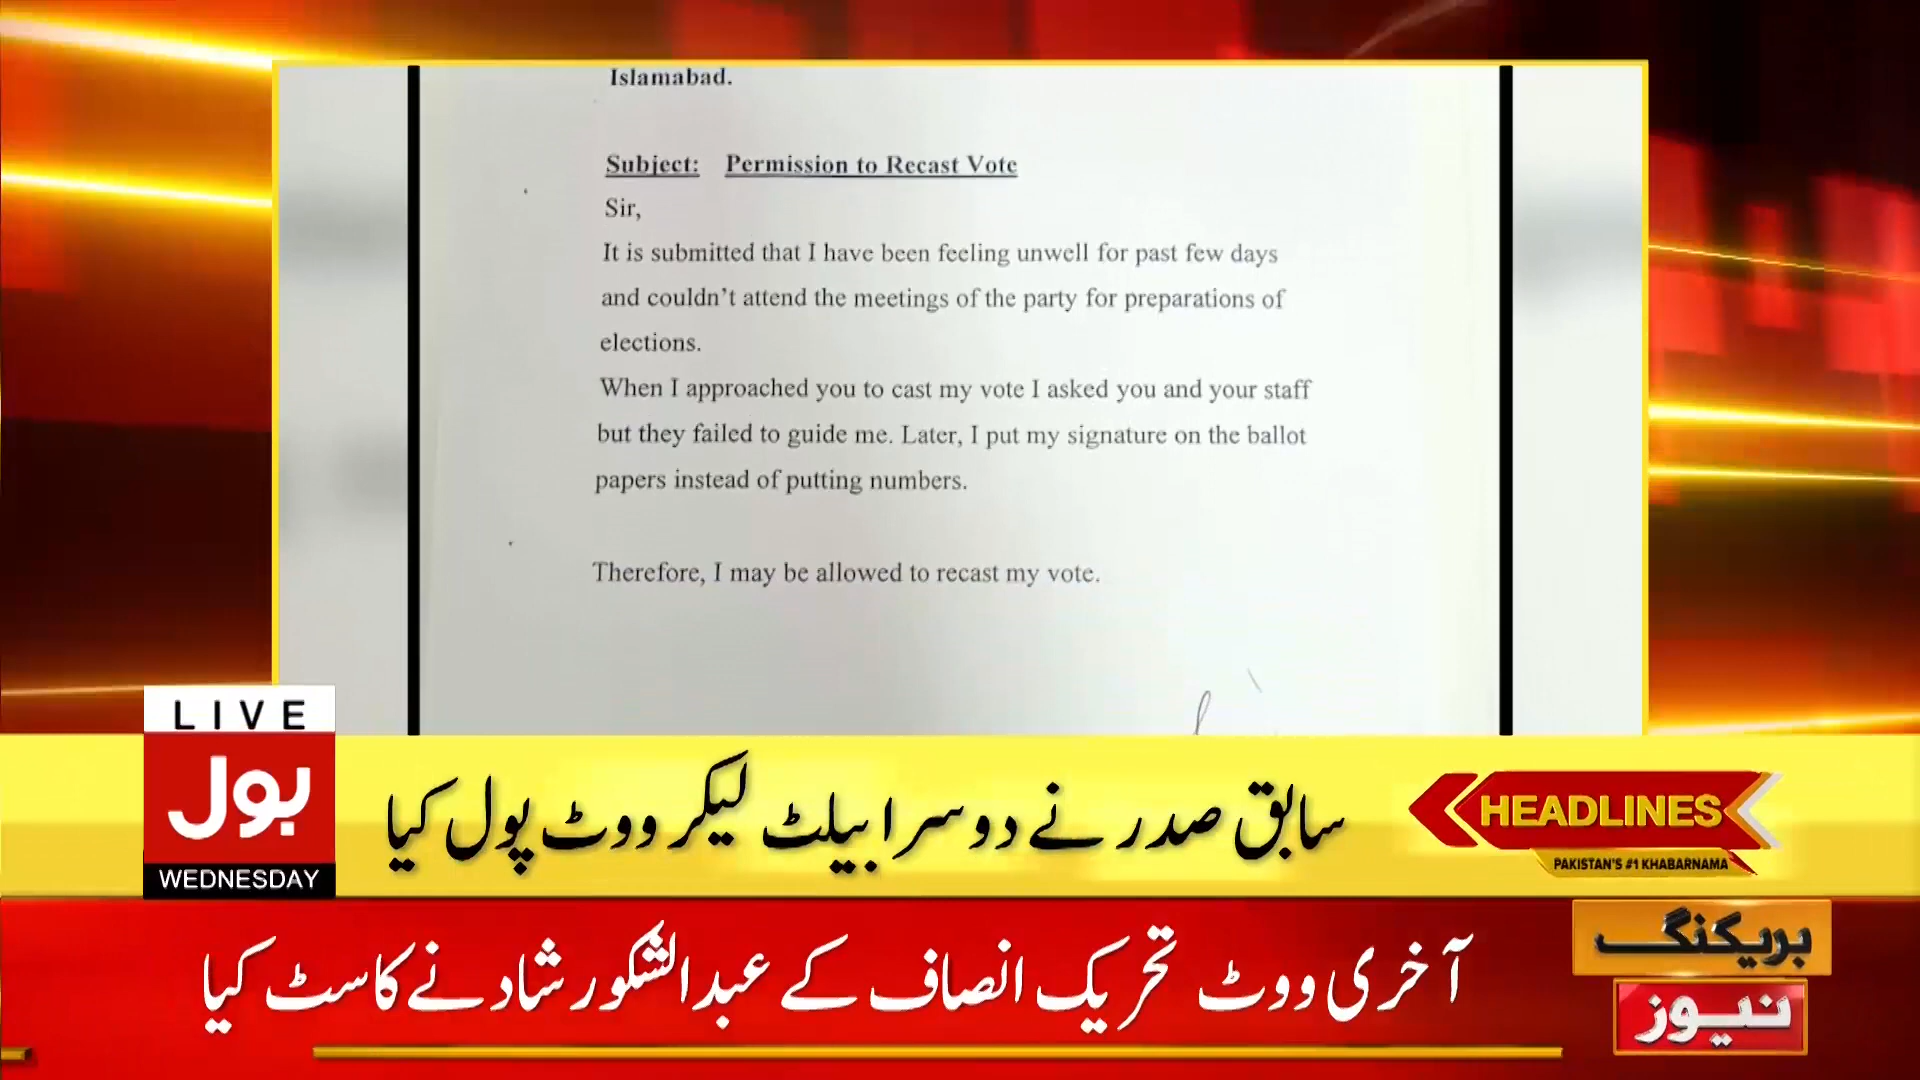 Islamabad.
Subject: Permission to Recast Vote
Sir,
It is submitted that I have been feeling unwell for past few days
and couldn't attend the meetings of the party for preparations of
elections.
When I approached you to cast my vote I asked you and your staff
but they failed to guide me. Later, I put my signature on the ballot
papers instead of putting numbers.
Therefore, I may be allowed to recast my vote.
LIVE
بول
WEDNESDAY
سابق صدر نے دوسرا بیلٹ لیکر ووٹ پول کیا
HEADLINES
PAKISTAN'S #1 KHABARNAMA
آخری ووٹ تحریک انصاف کے عبدالشکور شاد نے کاسٹ کیا
بریکنگ
نیوز